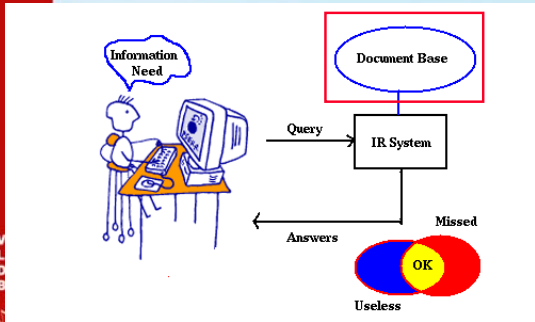 Information
Need
Document Base
Query
IR System
Answers
Missed
OK
Useless